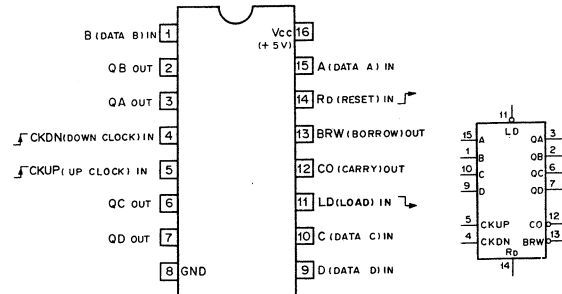 B (DATA B) IN 1
QB OUT 2
QA OUT 3
CKDN(DOWN CLOCK) IN 4
CKUP( UP CLOCK) IN 5
QC OUT 6
QD OUT 7
8 GND
Vcc 16
(+ 5V)
15 A (DATA A) IN
14 RD (RESET) IN
13 BRW (BORROW) OUT
12 CO (CARRY) OUT
11 LD (LOAD) IN
10 C (DATA C) IN
9 D (DATA D) IN
11
LD
15 A QA 3
1 B QB 2
10 C QC 6
9 D QD 7
5 CKUP CO 12
4 CKDN BRW 13
RD
14